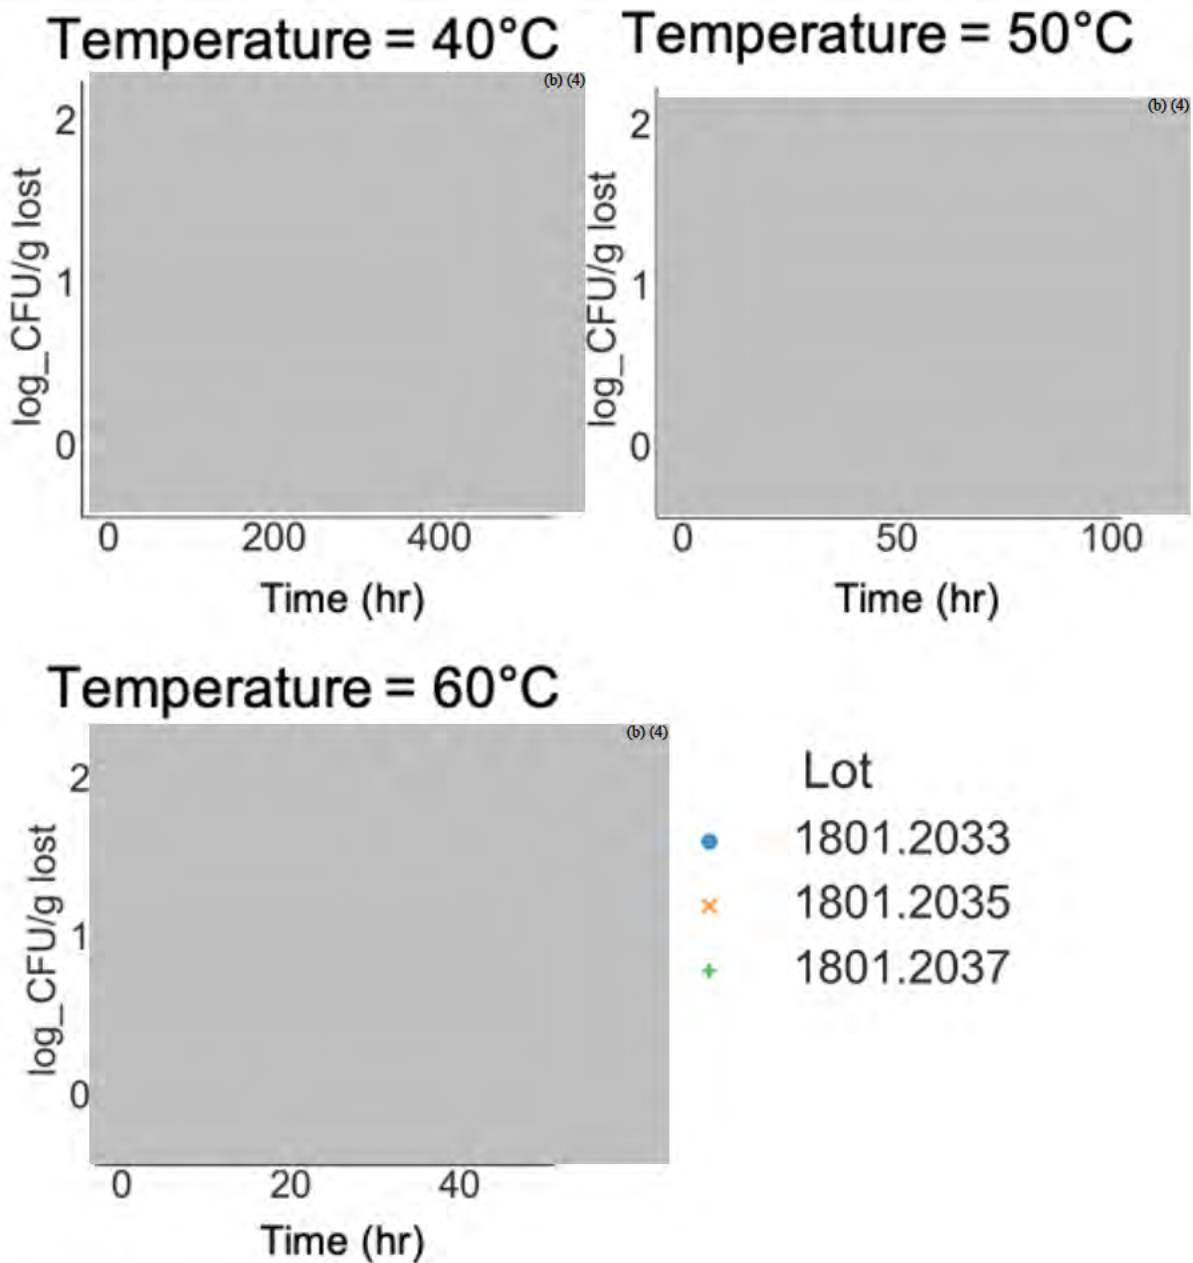 Temperature = 40°C
(b) (4)
2
1
0
log_CFU/g lost
0 200 400
Time (hr)
Temperature = 50°C
(b) (4)
2
1
0
log_CFU/g lost
0 50 100
Time (hr)
Temperature = 60°C
(b) (4)
2
1
0
log_CFU/g lost
0 20 40
Time (hr)
Lot
1801.2033
1801.2035
1801.2037